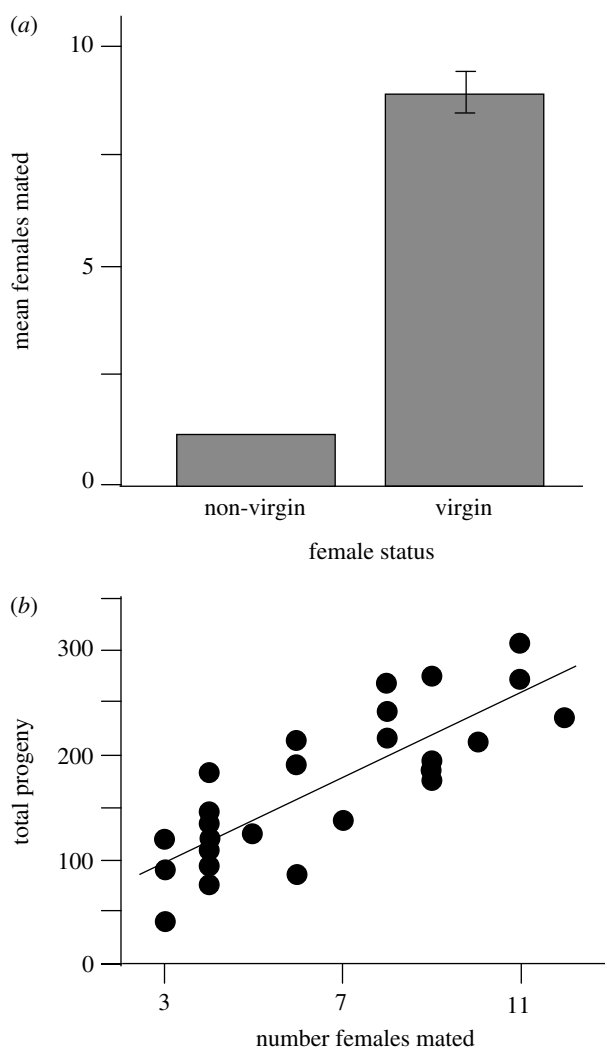 (a)
10
5
0
mean females mated
non-virgin virgin
female status
(b)
300
200
100
0
total progeny
3 7 11
number females mated